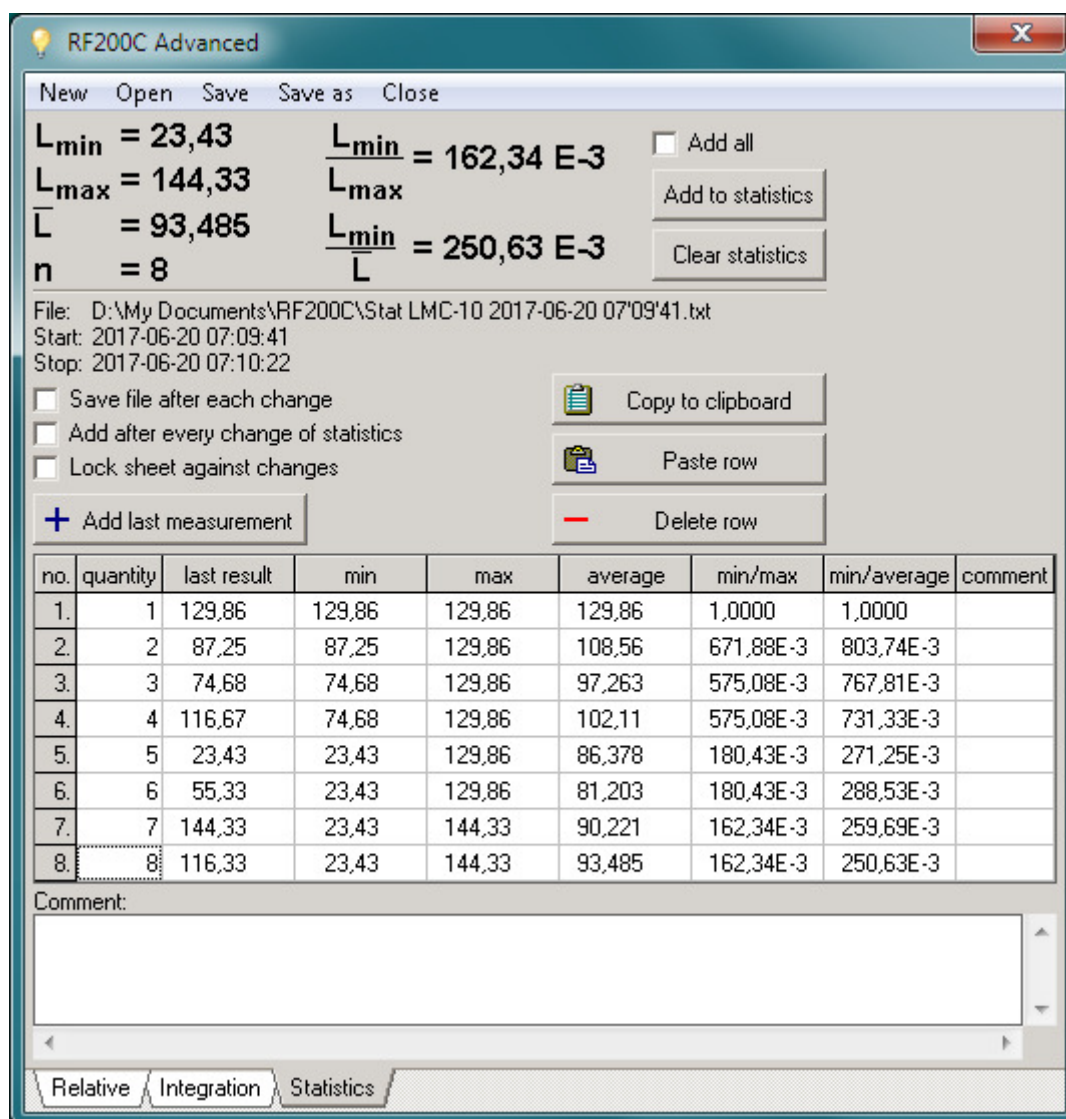 RF200C Advanced
x
New Open Save Save as Close
Lmin = 23,43
Lmax = 144,33
L̅ = 93,485
n = 8
Lmin
Lmax = 162,34 E-3
Lmin
L̅ = 250,63 E-3
Add all
Add to statistics
Clear statistics
File: D:\My Documents\RF200C\Stat LMC-10 2017-06-20 07'09'41.txt
Start: 2017-06-20 07:09:41
Stop: 2017-06-20 07:10:22
Save file after each change
Add after every change of statistics
Lock sheet against changes
Copy to clipboard
Paste row
+ Add last measurement
Delete row
no. quantity last result min max average min/max min/average comment
1. 1 129,86 129,86 129,86 129,86 1,0000 1,0000
2. 2 87,25 87,25 129,86 108,56 671,88E-3 803,74E-3
3. 3 74,68 74,68 129,86 97,263 575,08E-3 767,81E-3
4. 4 116,67 74,68 129,86 102,11 575,08E-3 731,33E-3
5. 5 23,43 23,43 129,86 86,378 180,43E-3 271,25E-3
6. 6 55,33 23,43 129,86 81,203 180,43E-3 288,53E-3
7. 7 144,33 23,43 144,33 90,221 162,34E-3 259,69E-3
8. 8 116,33 23,43 144,33 93,485 162,34E-3 250,63E-3
Comment:
Relative Integration Statistics